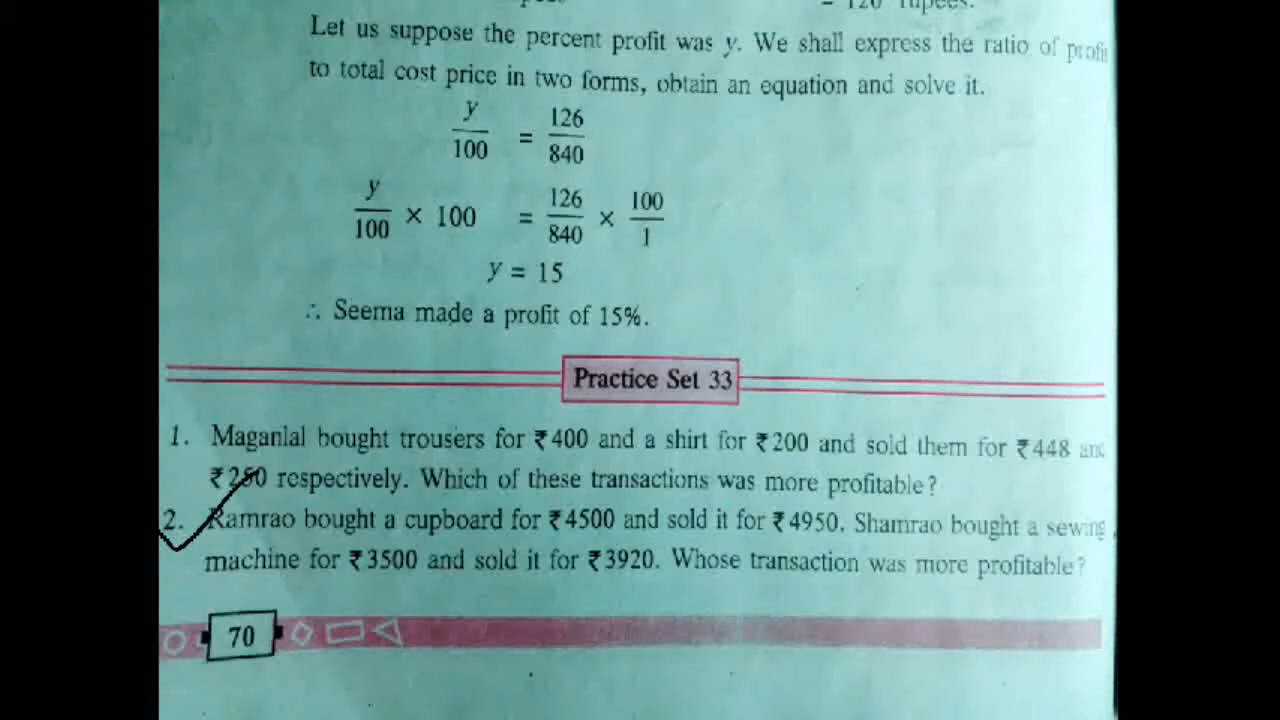 = 120 rupees.
Let us suppose the percent profit was y. We shall express the ratio of profit
to total cost price in two forms, obtain an equation and solve it.
y/100 = 126/840
y/100 × 100 = 126/840 × 100/1
y = 15
∴ Seema made a profit of 15%.
Practice Set 33
1. Maganlal bought trousers for ₹400 and a shirt for ₹200 and sold them for ₹448 and
₹250 respectively. Which of these transactions was more profitable?
2. Ramrao bought a cupboard for ₹4500 and sold it for ₹4950. Shamrao bought a sewing
machine for ₹3500 and sold it for ₹3920. Whose transaction was more profitable?
70